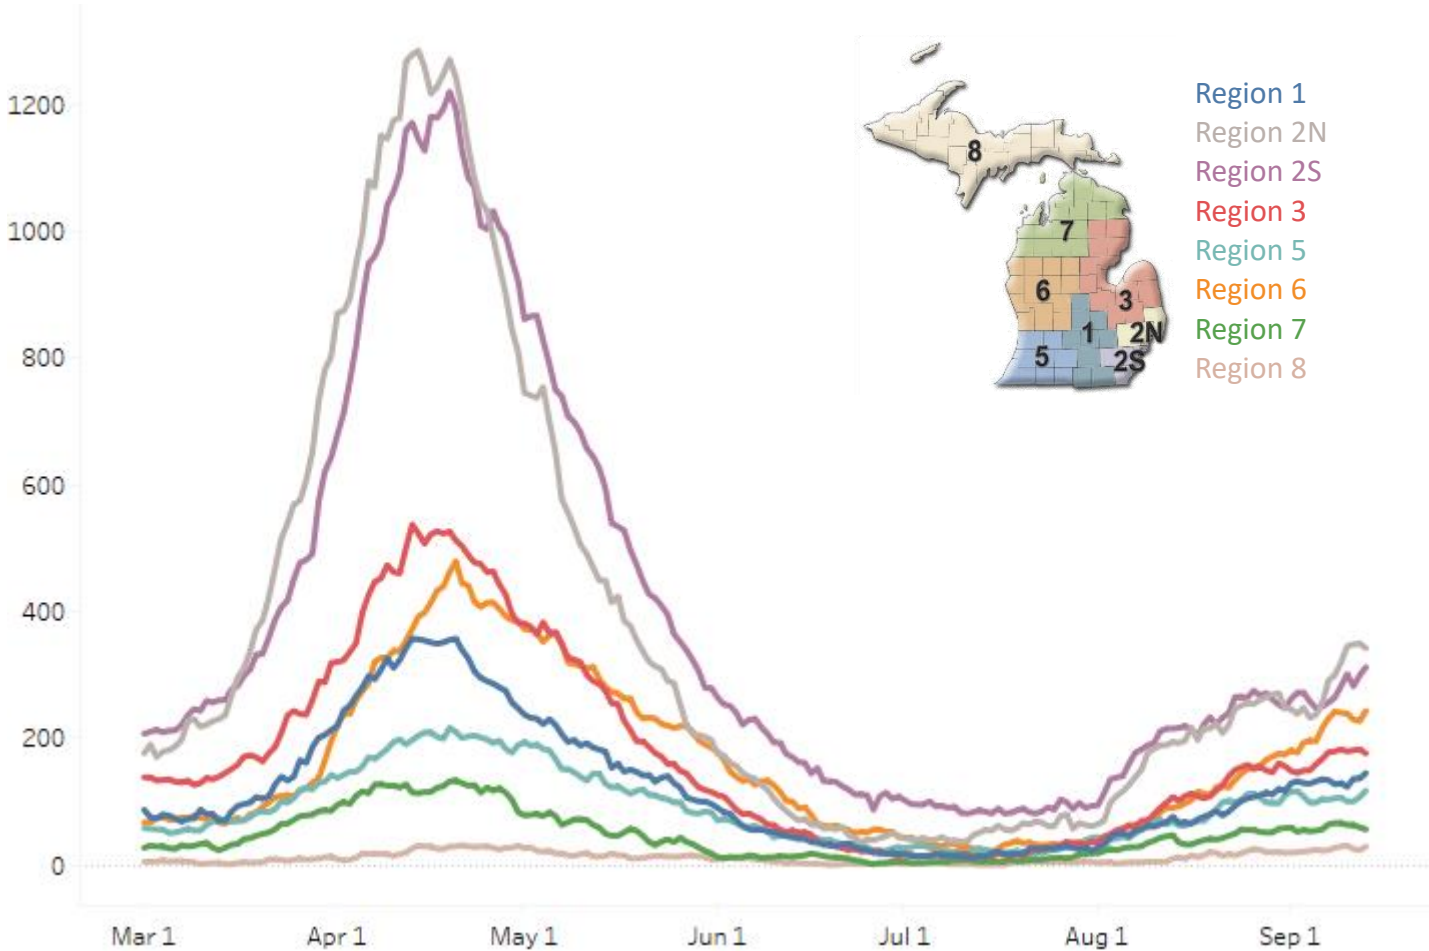 1200
1000
800
600
400
200
0
Mar 1
Apr 1
May 1
Jun 1
Jul 1
Aug 1
Sep 1
8
7
6
3
1
2N
5
2S
Region 1
Region 2N
Region 2S
Region 3
Region 5
Region 6
Region 7
Region 8